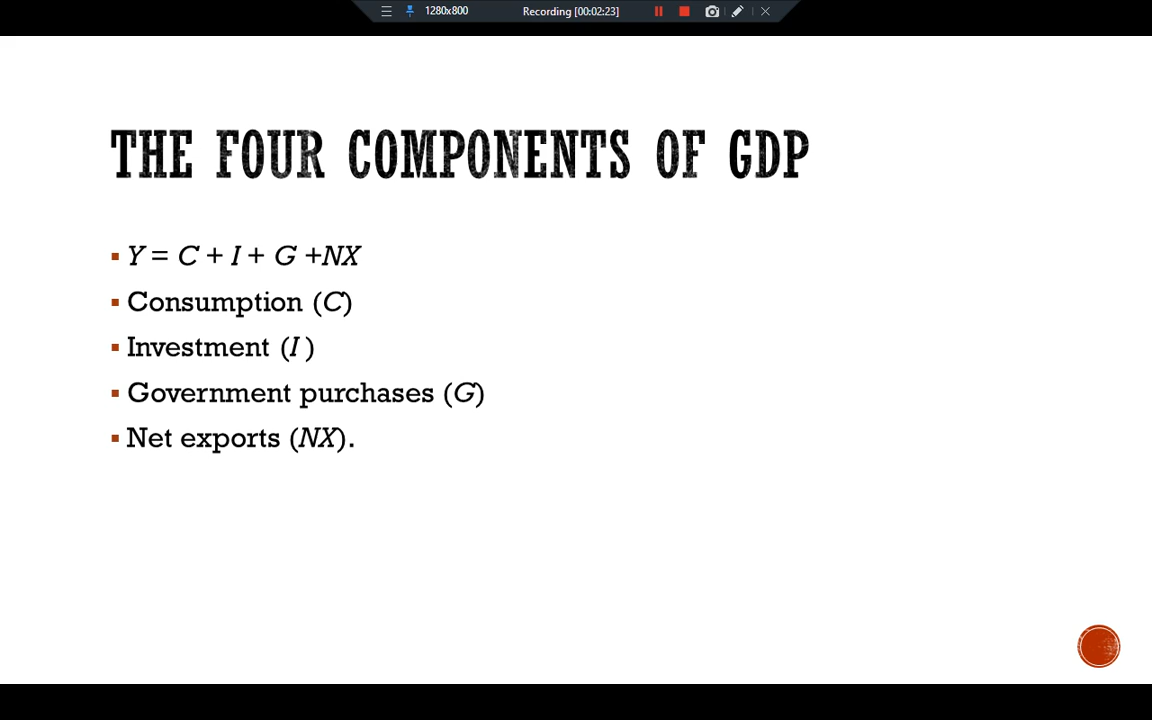 1280x800 Recording [00:02:23]
THE FOUR COMPONENTS OF GDP
Y = C + I + G +NX
Consumption (C)
Investment (I )
Government purchases (G)
Net exports (NX).